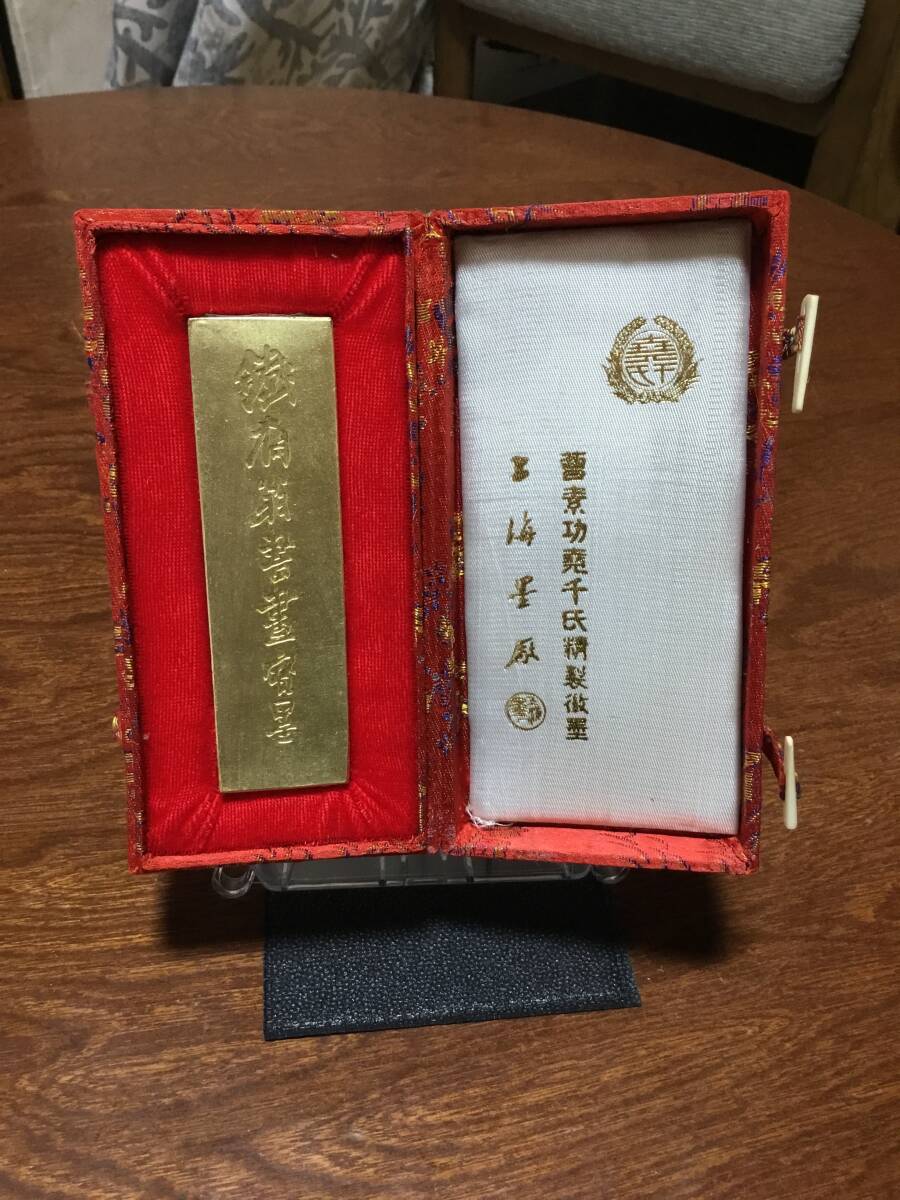 鐵齋翁書畫寶墨
曹素功堯千氏精製徽墨
上海墨厰